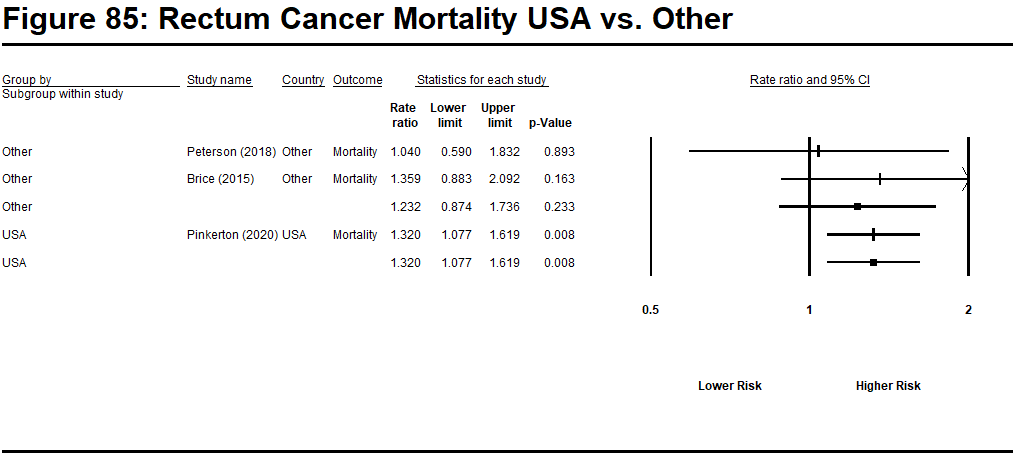 Figure 85: Rectum Cancer Mortality USA vs. Other
Group by Study name Country Outcome Statistics for each study Rate ratio and 95% CI
Subgroup within study
Rate Lower Upper
ratio limit limit p-Value
Other Peterson (2018) Other Mortality 1.040 0.590 1.832 0.893
Other Brice (2015) Other Mortality 1.359 0.883 2.092 0.163
Other 1.232 0.874 1.736 0.233
USA Pinkerton (2020) USA Mortality 1.320 1.077 1.619 0.008
USA 1.320 1.077 1.619 0.008
0.5 1 2
Lower Risk Higher Risk